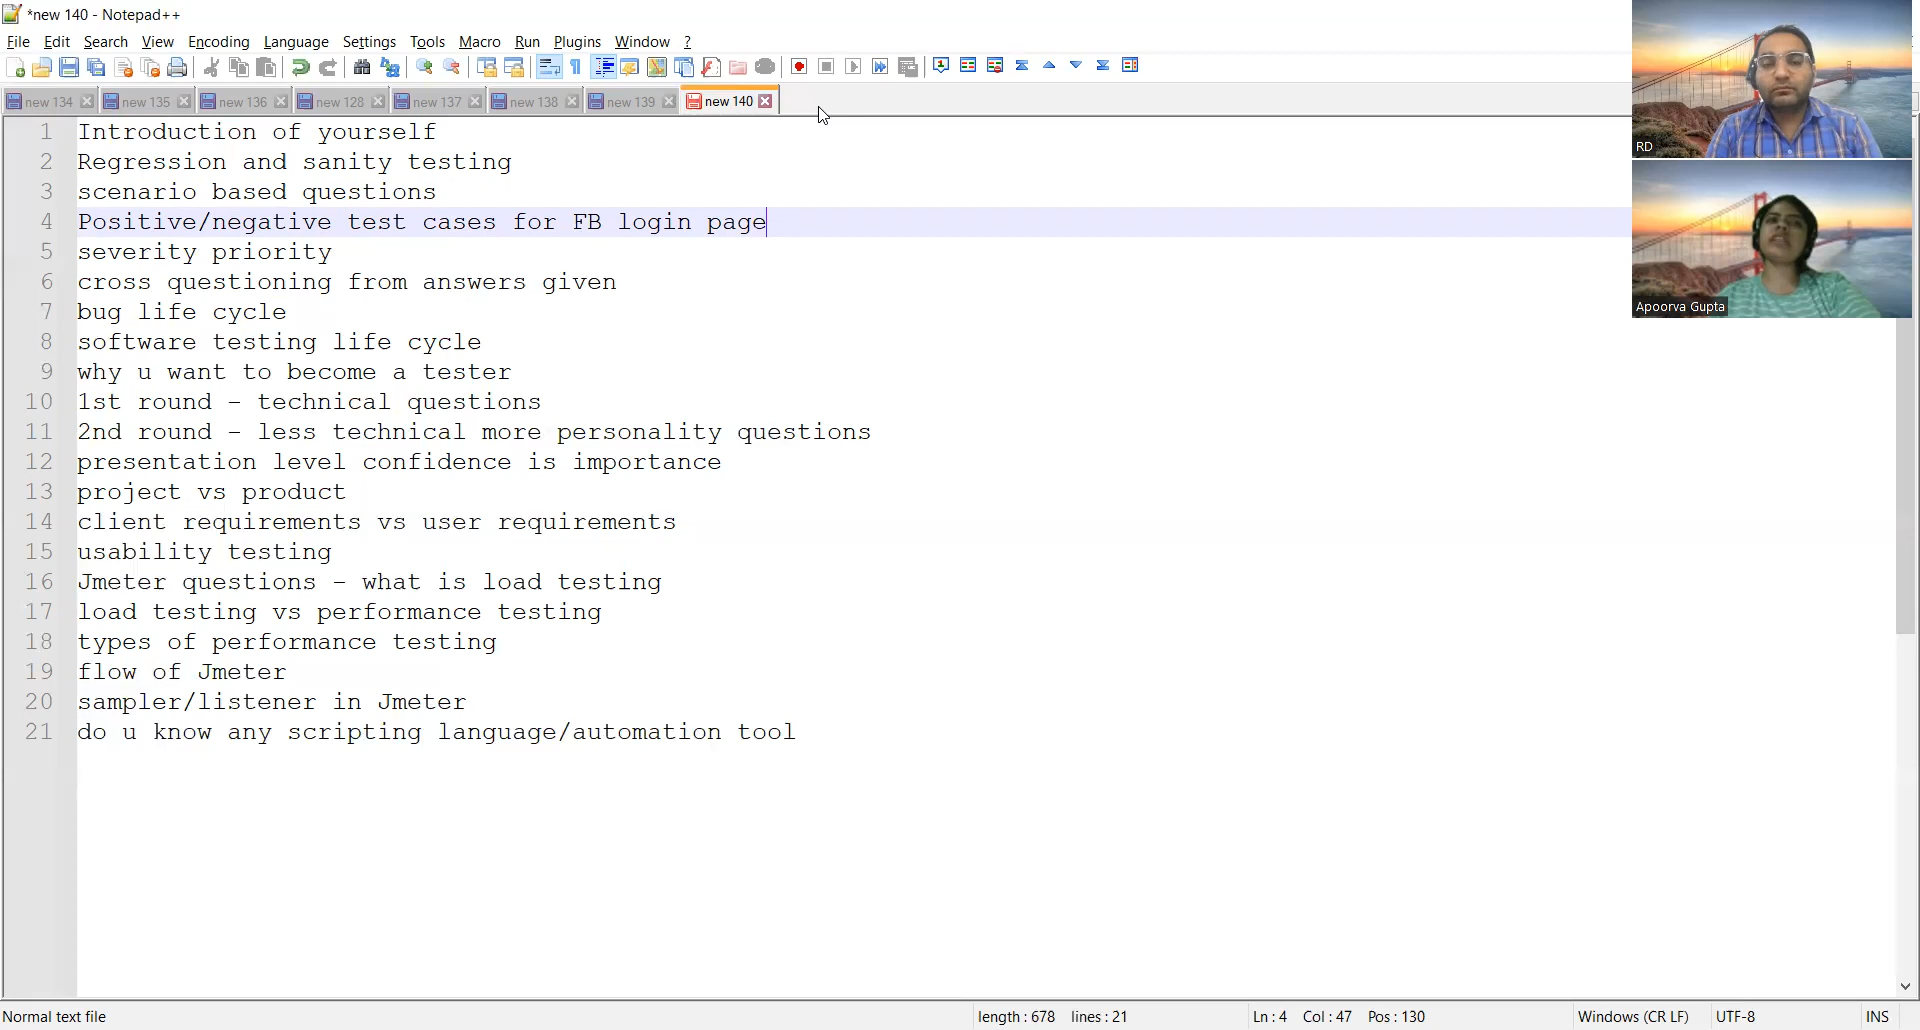 *new 140 - Notepad++
File Edit Search View Encoding Language Settings Tools Macro Run Plugins Window ?
new 134 new 135 new 136 new 128 new 137 new 138 new 139 new 140
1 Introduction of yourself
2 Regression and sanity testing
3 scenario based questions
4 Positive/negative test cases for FB login page
5 severity priority
6 cross questioning from answers given
7 bug life cycle
8 software testing life cycle
9 why u want to become a tester
10 1st round - technical questions
11 2nd round - less technical more personality questions
12 presentation level confidence is importance
13 project vs product
14 client requirements vs user requirements
15 usability testing
16 Jmeter questions - what is load testing
17 load testing vs performance testing
18 types of performance testing
19 flow of Jmeter
20 sampler/listener in Jmeter
21 do u know any scripting language/automation tool
RD
Apoorva Gupta
Normal text file length : 678 lines : 21 Ln : 4 Col : 47 Pos : 130 Windows (CR LF) UTF-8 INS